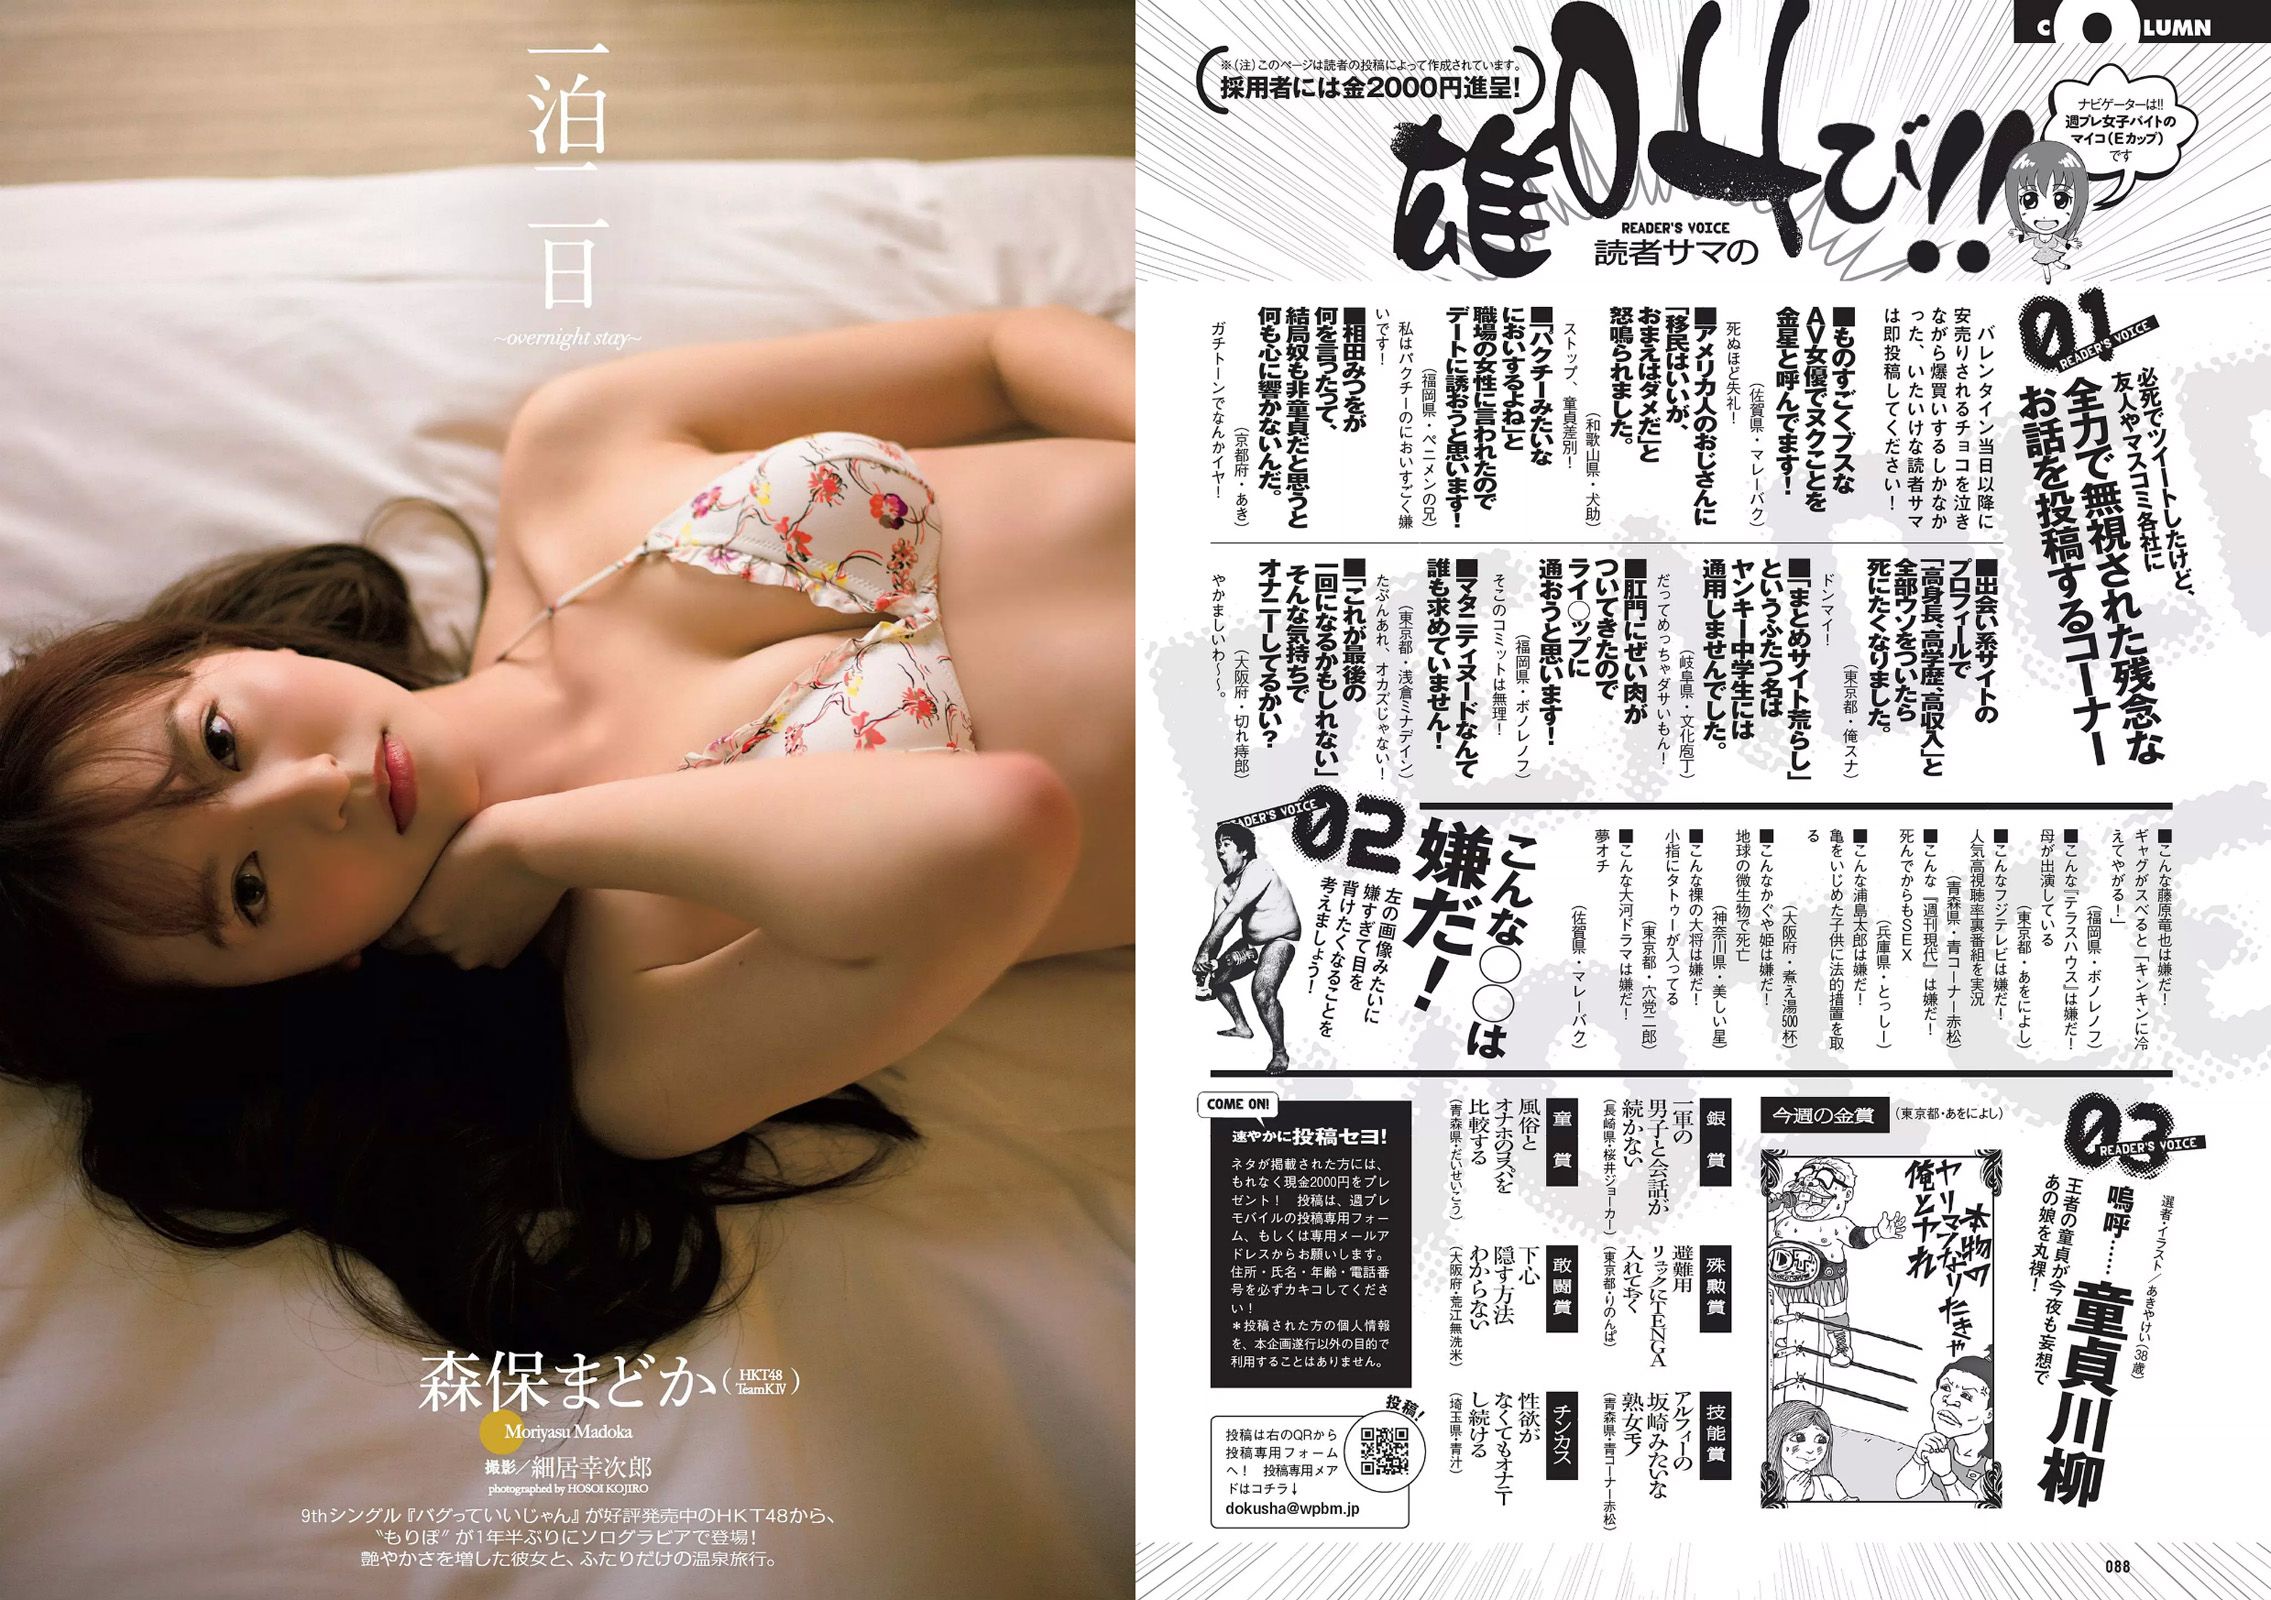 一泊二日
~overnight stay~
森保まどか(HKT48 TeamKⅣ)
Moriyasu Madoka
撮影/細居幸次郎
photographed by HOSOI KOJIRO
9thシングル『バグっていいじゃん』が好評発売中のHKT48から、
“もりぽ”が1年半ぶりにソログラビアで登場!
艶やかさを増した彼女と、ふたりだけの温泉旅行。
COLUMN
※(注)このページは読者の投稿によって作成されています。
採用者には金2000円進呈!
READER'S VOICE
読者サマの
雄叫び!!
ナビゲーターは!!
週プレ女子バイトの
マイコ(Eカップ)
です
01
READER'S VOICE
必死でツイートしたけど、
友人やマスコミ各社に
全力で無視された残念な
お話を投稿するコーナー
バレンタイン当日以降に
安売りされるチョコを泣き
ながら爆買いするしかなか
った、いたいけな読者サマ
は即投稿してください!
■ものすごくブスな
AV女優でヌクことを
金星と呼んでます!
(佐賀県・マレーバク)
死ぬほど失礼!
■アメリカ人のおじさんに
「移民はいいが、
おまえはダメだ」と
怒鳴られました。
(和歌山県・犬助)
ストップ、童貞差別!
■「パクチーみたいな
においするよね」と
職場の女性に言われたので
デートに誘おうと思います!
(福岡県・ペニメンの兄)
私はパクチーのにおいすごく嫌
いです!
■相田みつをが
何を言ったって、
結局奴も非童貞だと思うと
何も心に響かないんだ。
(京都府・あき)
ガチトーンでなんかイヤ!
■出会い系サイトの
プロフィールで
「高身長、高学歴、高収入」と
全部ウソをついたら
死にたくなりました。
(東京都・俺スナ)
ドンマイ!
■「まとめサイト荒らし」
というふたつ名は
ヤンキー中学生には
通用しませんでした。
(岐阜県・文化庖丁)
だってめっちゃダサいもん!
■肛門にぜい肉が
ついてきたので
ライ○ップに
通おうと思います!
(福岡県・ボノレノフ)
そこのコミットは無理!
■マタニティヌードなんて
誰も求めていません!
(東京都・浅倉ミナデイン)
たぶんあれ、オカズじゃない!
■「これが最後の
一回になるかもしれない」
そんな気持ちで
オナニーしてるかい?
(大阪府・切れ痔郎)
やかましいわ~~。
02
READER'S VOICE
こんな○○は
嫌だ!
左の画像みたいに
嫌すぎて目を
背けたくなることを
考えましょう!
■こんな藤原竜也は嫌だ!
ギャグがスベると「キンキンに冷
えてやがる!」
(福岡県・ボノレノフ)
■こんな『テラスハウス』は嫌だ!
母が出演している
(東京都・あをによし)
■こんなフジテレビは嫌だ!
人気高視聴率裏番組を実況
(青森県・青コーナー赤松)
■こんな『週刊現代』は嫌だ!
死んでからもSEX
(兵庫県・とっしー)
■こんな浦島太郎は嫌だ!
亀をいじめた子供に法的措置を取
る
(大阪府・煮え湯500杯)
■こんなかぐや姫は嫌だ!
地球の微生物で死亡
(神奈川県・美しい星)
■こんな裸の大将は嫌だ!
小指にタトゥーが入ってる
(東京都・穴党二郎)
■こんな大河ドラマは嫌だ!
夢オチ
(佐賀県・マレーバク)
03
READER'S VOICE
選者・イラスト/あきやけい(38歳)
嗚呼……童貞川柳
王者の童貞が今夜も妄想で
あの娘を丸裸!
今週の金賞
(東京都・あをによし)
本物の
ヤリマンなりたきゃ
俺とヤれ
銀賞
一軍の
男子と会話が
続かない
(長崎県・桜井ジョーカー)
殊勲賞
避難用
リュックにTENGA
入れておく
(東京都・りのんぱ)
技能賞
アルフィーの
坂崎みたいな
熟女モノ
(青森県・青コーナー赤松)
童賞
風俗と
オナホのコスパを
比較する
(青森県・だいせいこう)
敢闘賞
下心
隠す方法
わからない
(大阪府・荒江無洗米)
チンカス
性欲が
なくてもオナニー
し続ける
(埼玉県・青汁)
COME ON!
速やかに投稿セヨ!
ネタが掲載された方には、
もれなく現金2000円をプレ
ゼント! 投稿は、週プレ
モバイルの投稿専用フォー
ム、もしくは専用メールア
ドレスからお願いします。
住所・氏名・年齢・電話番
号を必ずカキコしてくださ
い!
*投稿された方の個人情報
を、本企画遂行以外の目的で
利用することはありません。
投稿!
投稿は右のQRから
投稿専用フォーム
へ! 投稿専用メア
ドはコチラ↓
dokusha@wpbm.jp
088